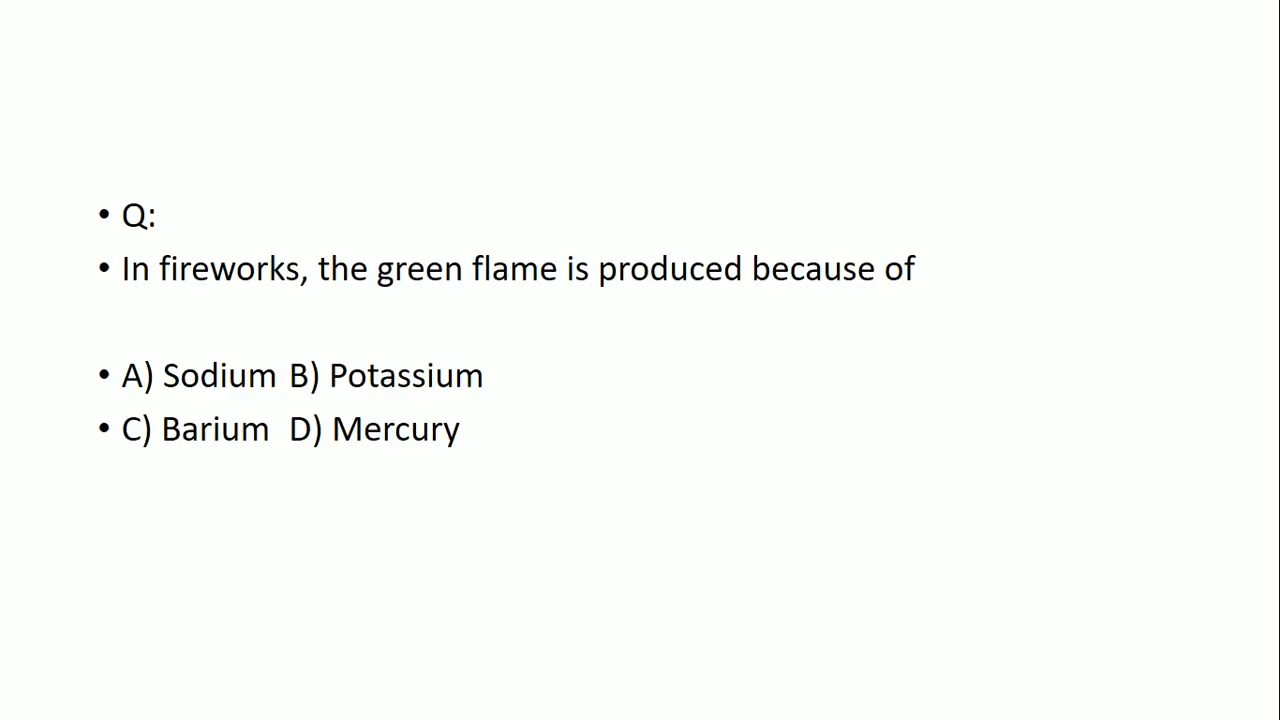 • Q:
• In fireworks, the green flame is produced because of
• A) Sodium B) Potassium
• C) Barium D) Mercury